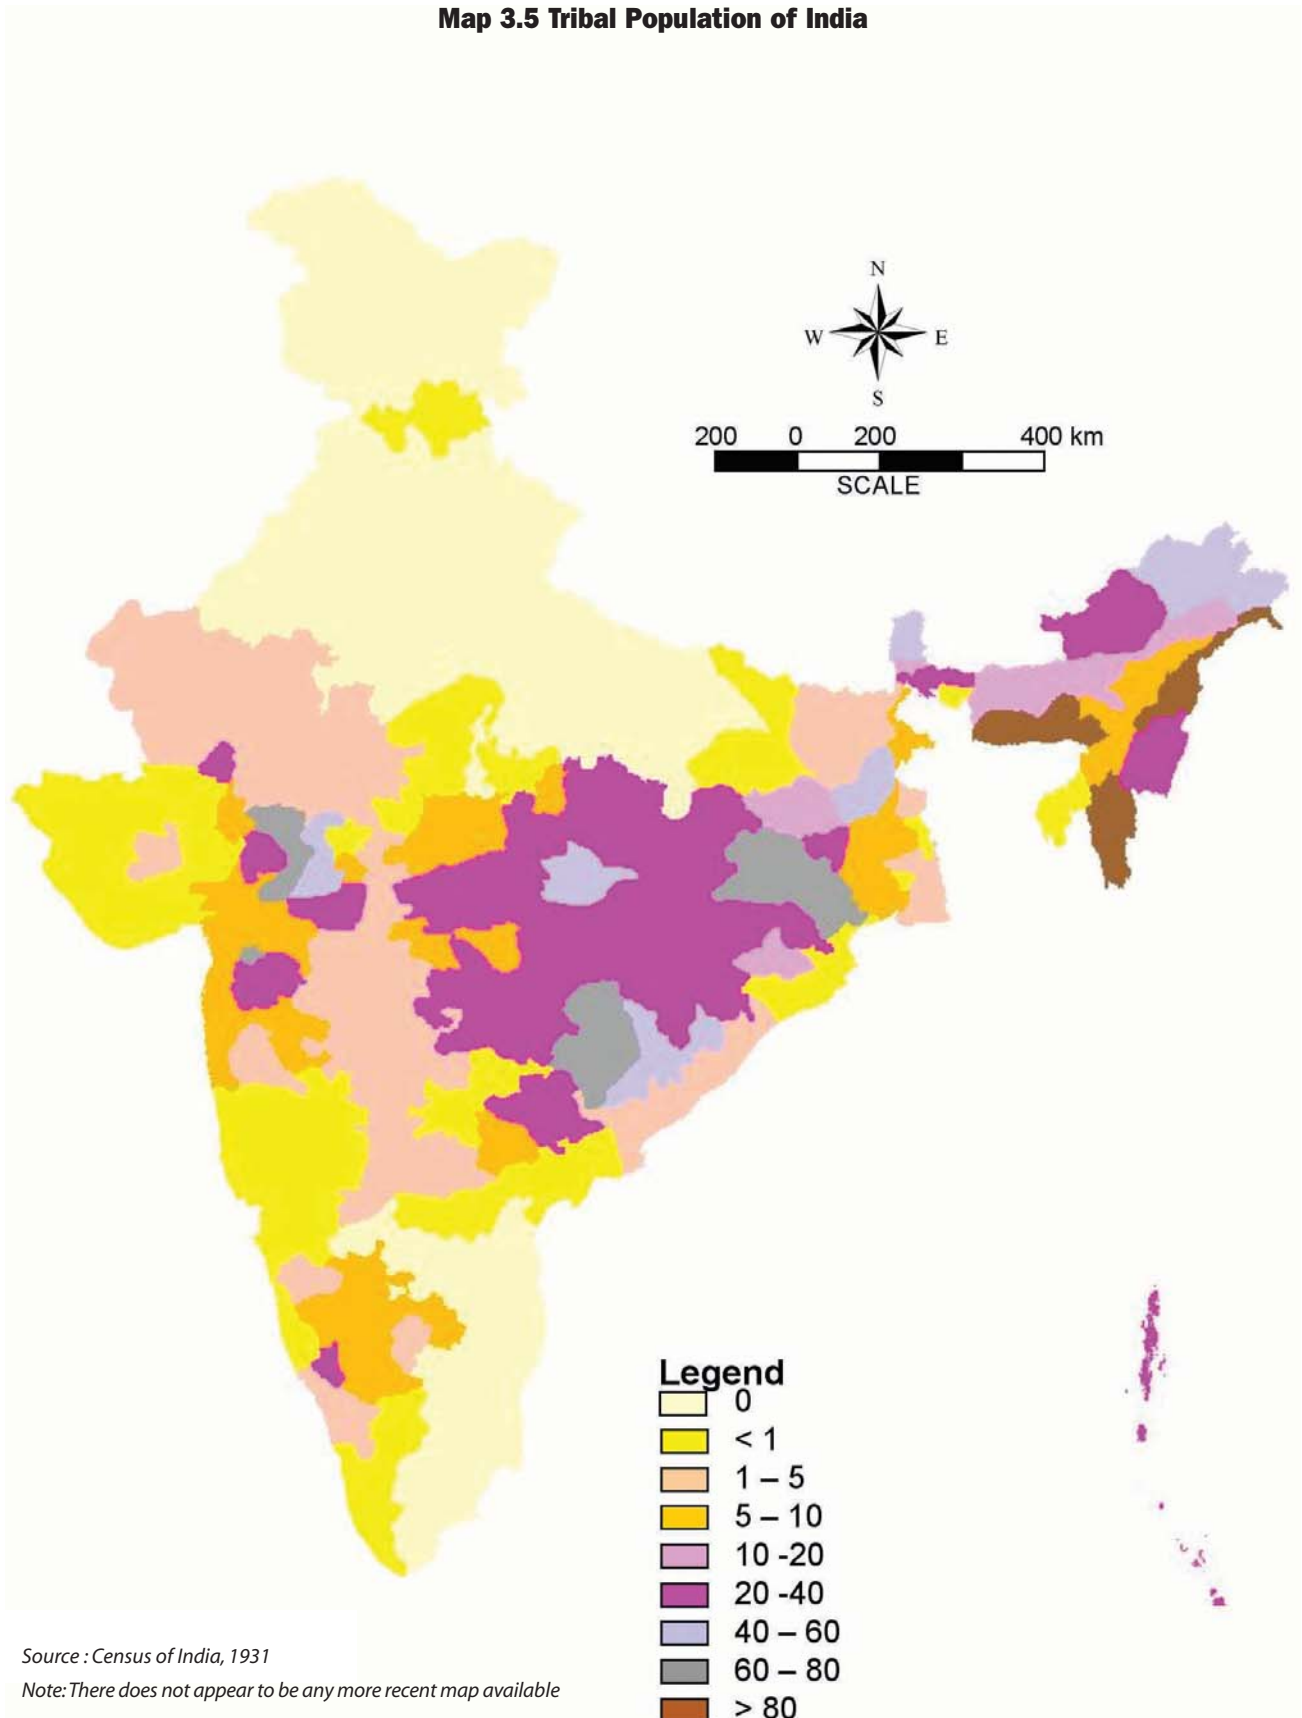 Map 3.5 Tribal Population of India
N
W E
S
200 0 200 400 km
SCALE
Legend
0
< 1
1 – 5
5 – 10
10 -20
20 -40
40 – 60
60 – 80
> 80
Source : Census of India, 1931
Note: There does not appear to be any more recent map available